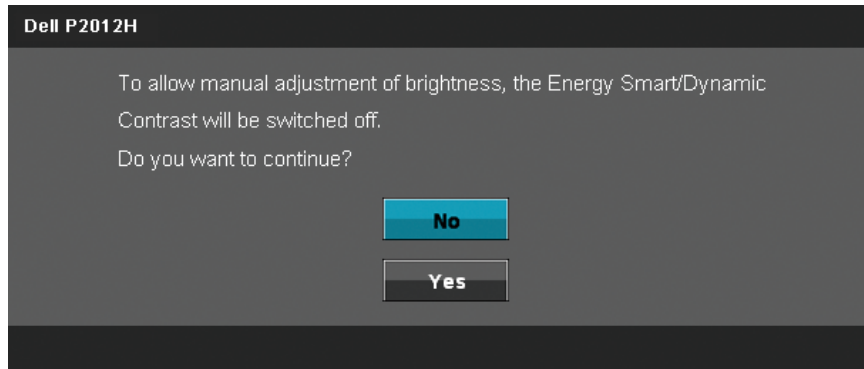 Dell P2012H
To allow manual adjustment of brightness, the Energy Smart/Dynamic
Contrast will be switched off.
Do you want to continue?
No
Yes